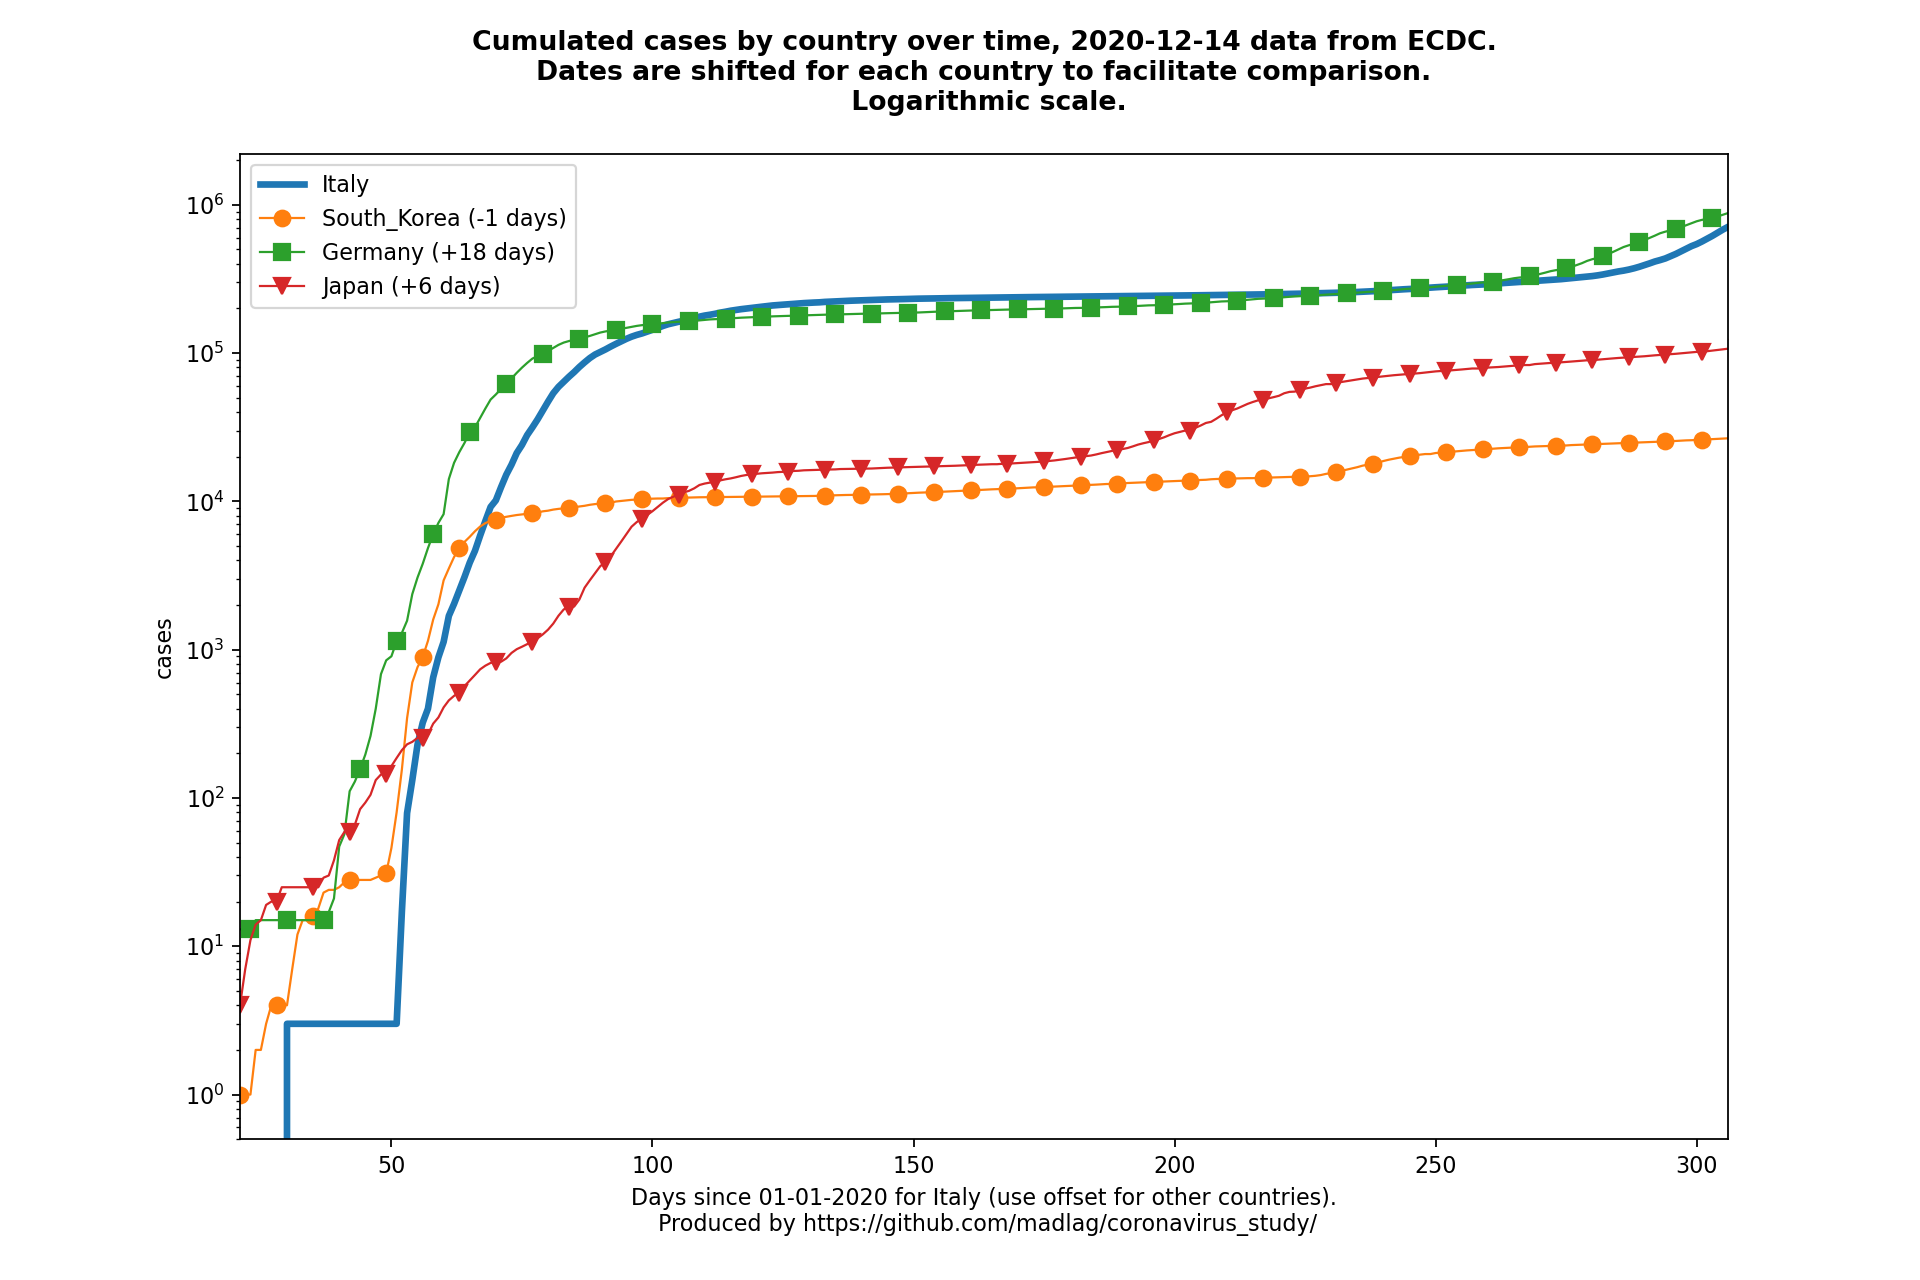 Cumulated cases by country over time, 2020-12-14 data from ECDC.
Dates are shifted for each country to facilitate comparison.
Logarithmic scale.
Italy
South_Korea (-1 days)
Germany (+18 days)
Japan (+6 days)
10^6
10^5
10^4
10^3
10^2
10^1
10^0
cases
50 100 150 200 250 300
Days since 01-01-2020 for Italy (use offset for other countries).
Produced by https://github.com/madlag/coronavirus_study/